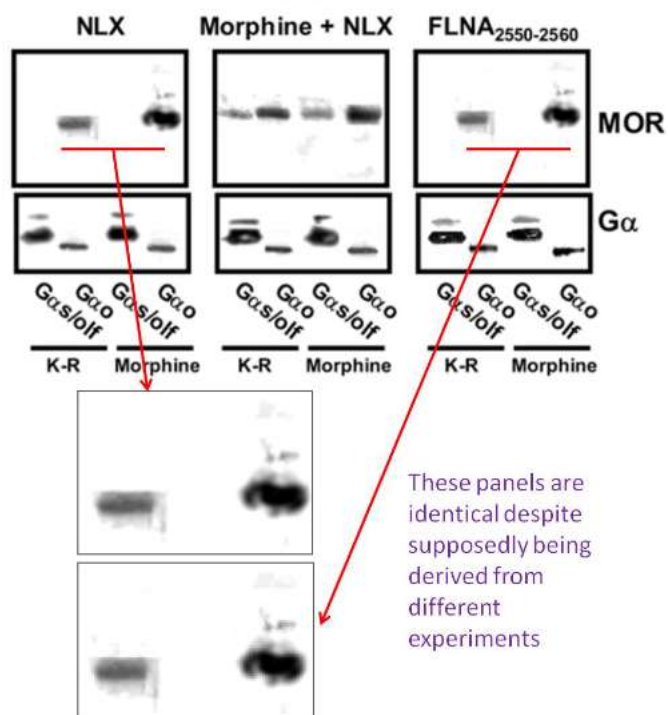 NLX Morphine + NLX FLNA2550-2560
MOR
Gα
Gαs/olf Gαo Gαs/olf Gαo Gαs/olf Gαo Gαs/olf Gαo Gαs/olf Gαo Gαs/olf Gαo
K-R Morphine K-R Morphine K-R Morphine
These panels are
identical despite
supposedly being
derived from
different
experiments